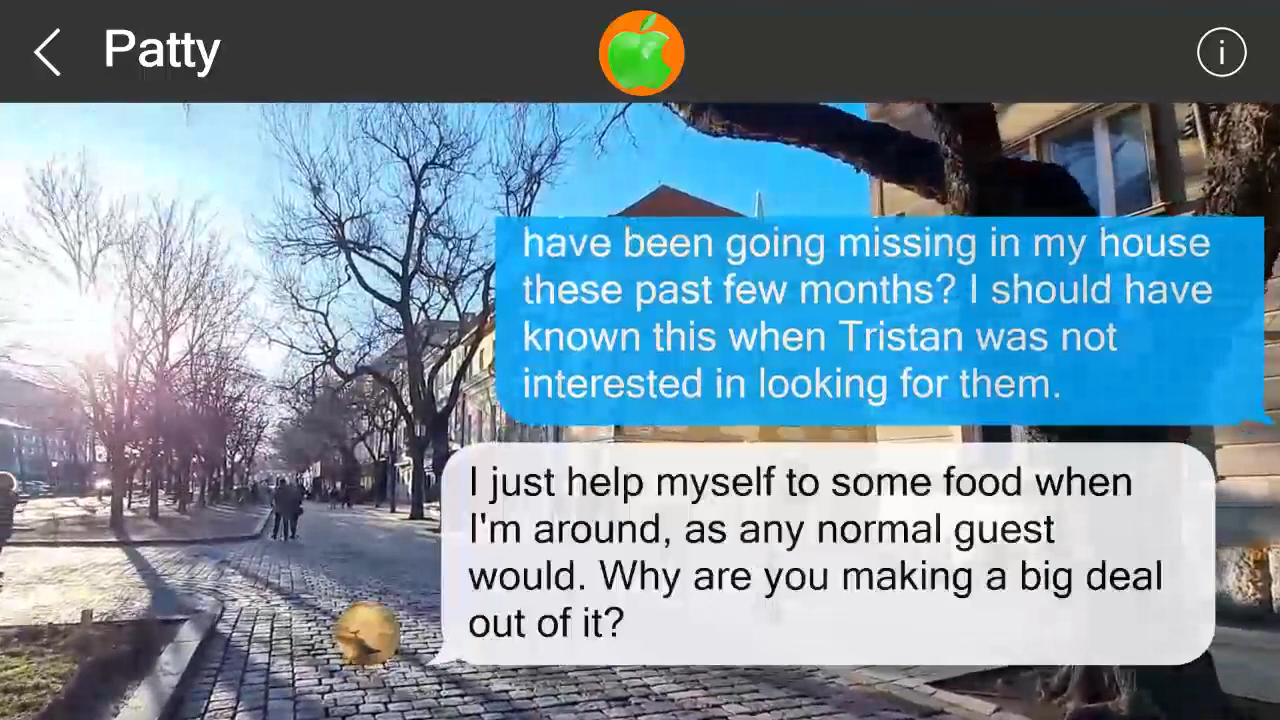 Patty
i
have been going missing in my house
these past few months? I should have
known this when Tristan was not
interested in looking for them.
I just help myself to some food when
I'm around, as any normal guest
would. Why are you making a big deal
out of it?